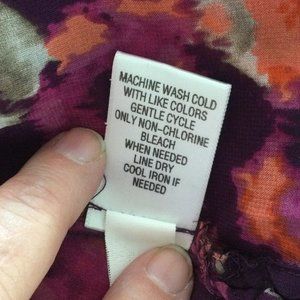 MACHINE WASH COLD
WITH LIKE COLORS
GENTLE CYCLE
ONLY NON-CHLORINE
BLEACH
WHEN NEEDED
LINE DRY
COOL IRON IF
NEEDED